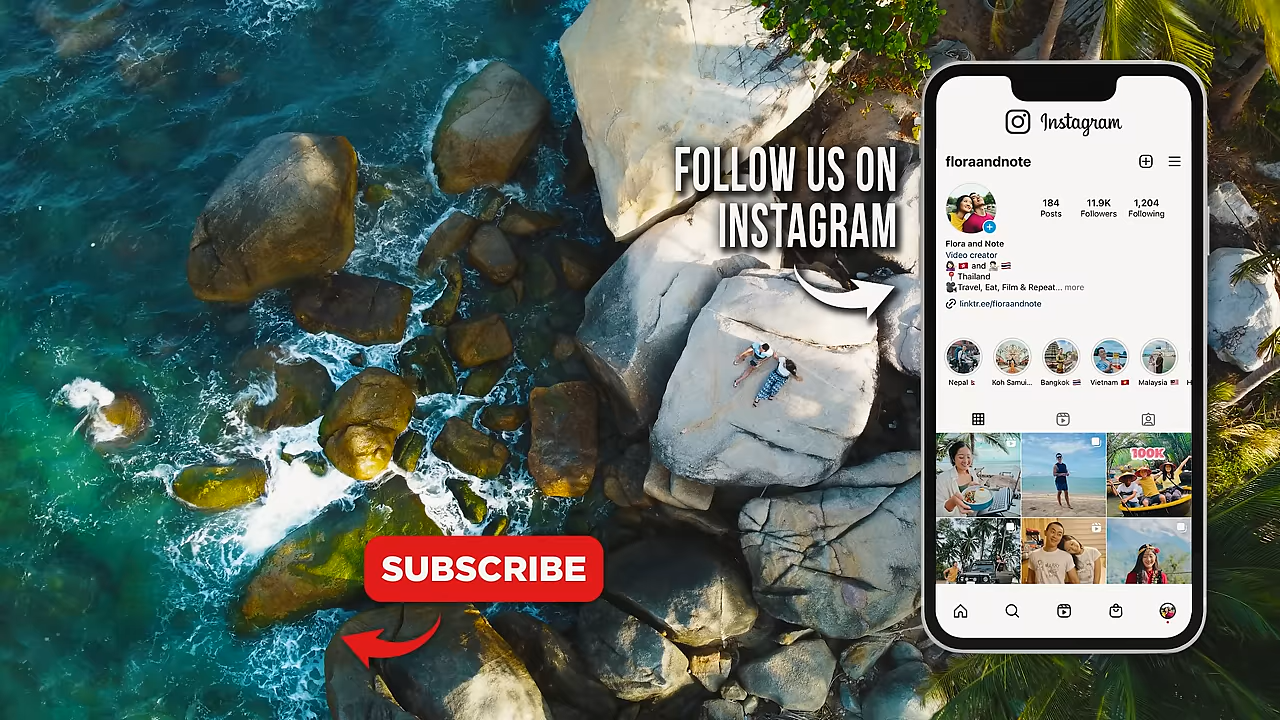 FOLLOW US ON
INSTAGRAM
SUBSCRIBE
Instagram
floraandnote
184
Posts
11.9K
Followers
1,204
Following
Flora and Note
Video creator
and
Thailand
Travel, Eat, Film & Repeat... more
linktr.ee/floraandnote
Nepal
Koh Samui...
Bangkok
Vietnam
Malaysia
H
100K